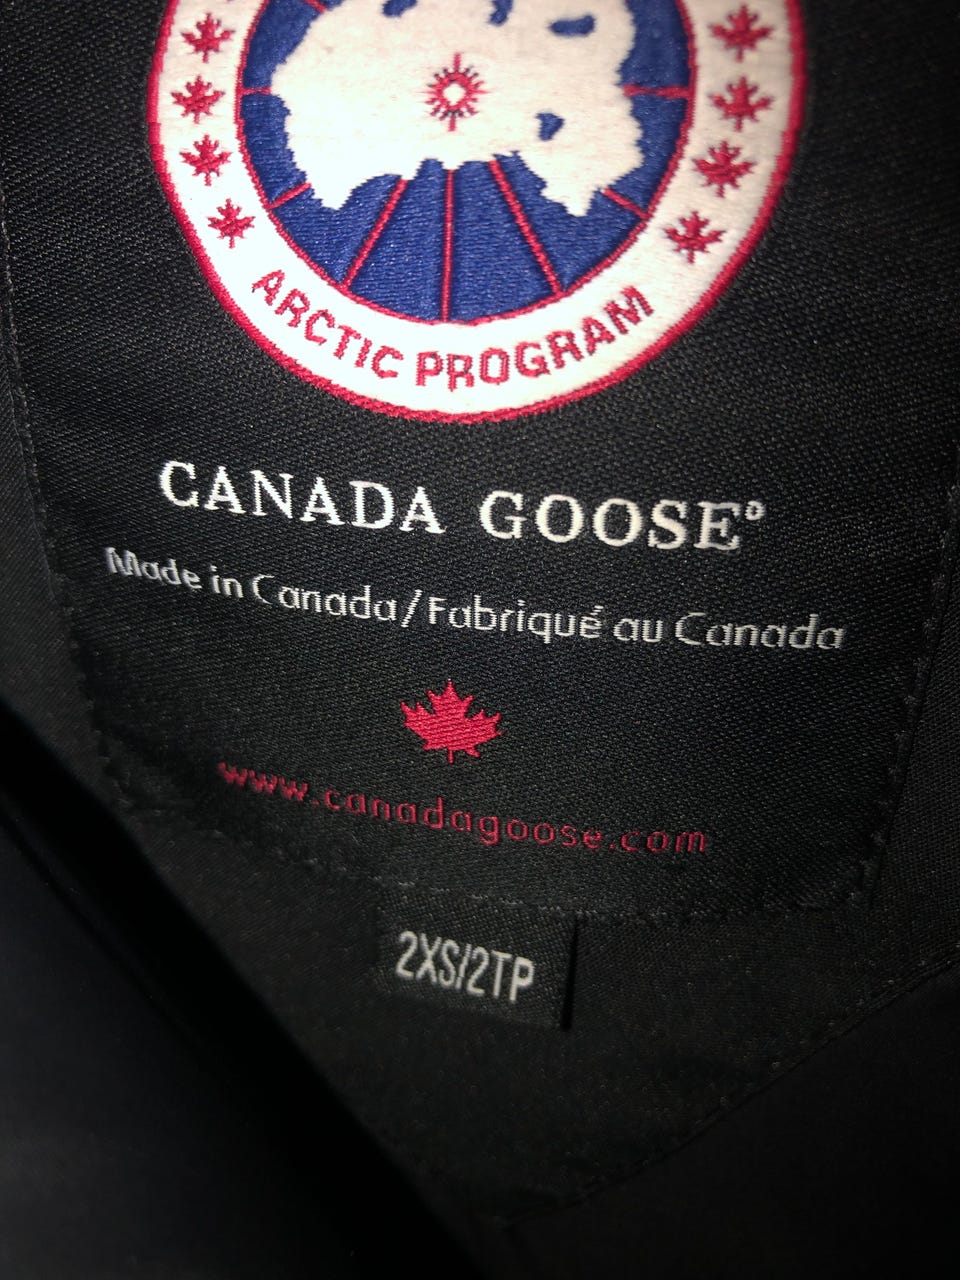 ARCTIC PROGRAM
CANADA GOOSE®
Made in Canada/Fabriqué au Canada
www.canadagoose.com
2XS/2TP